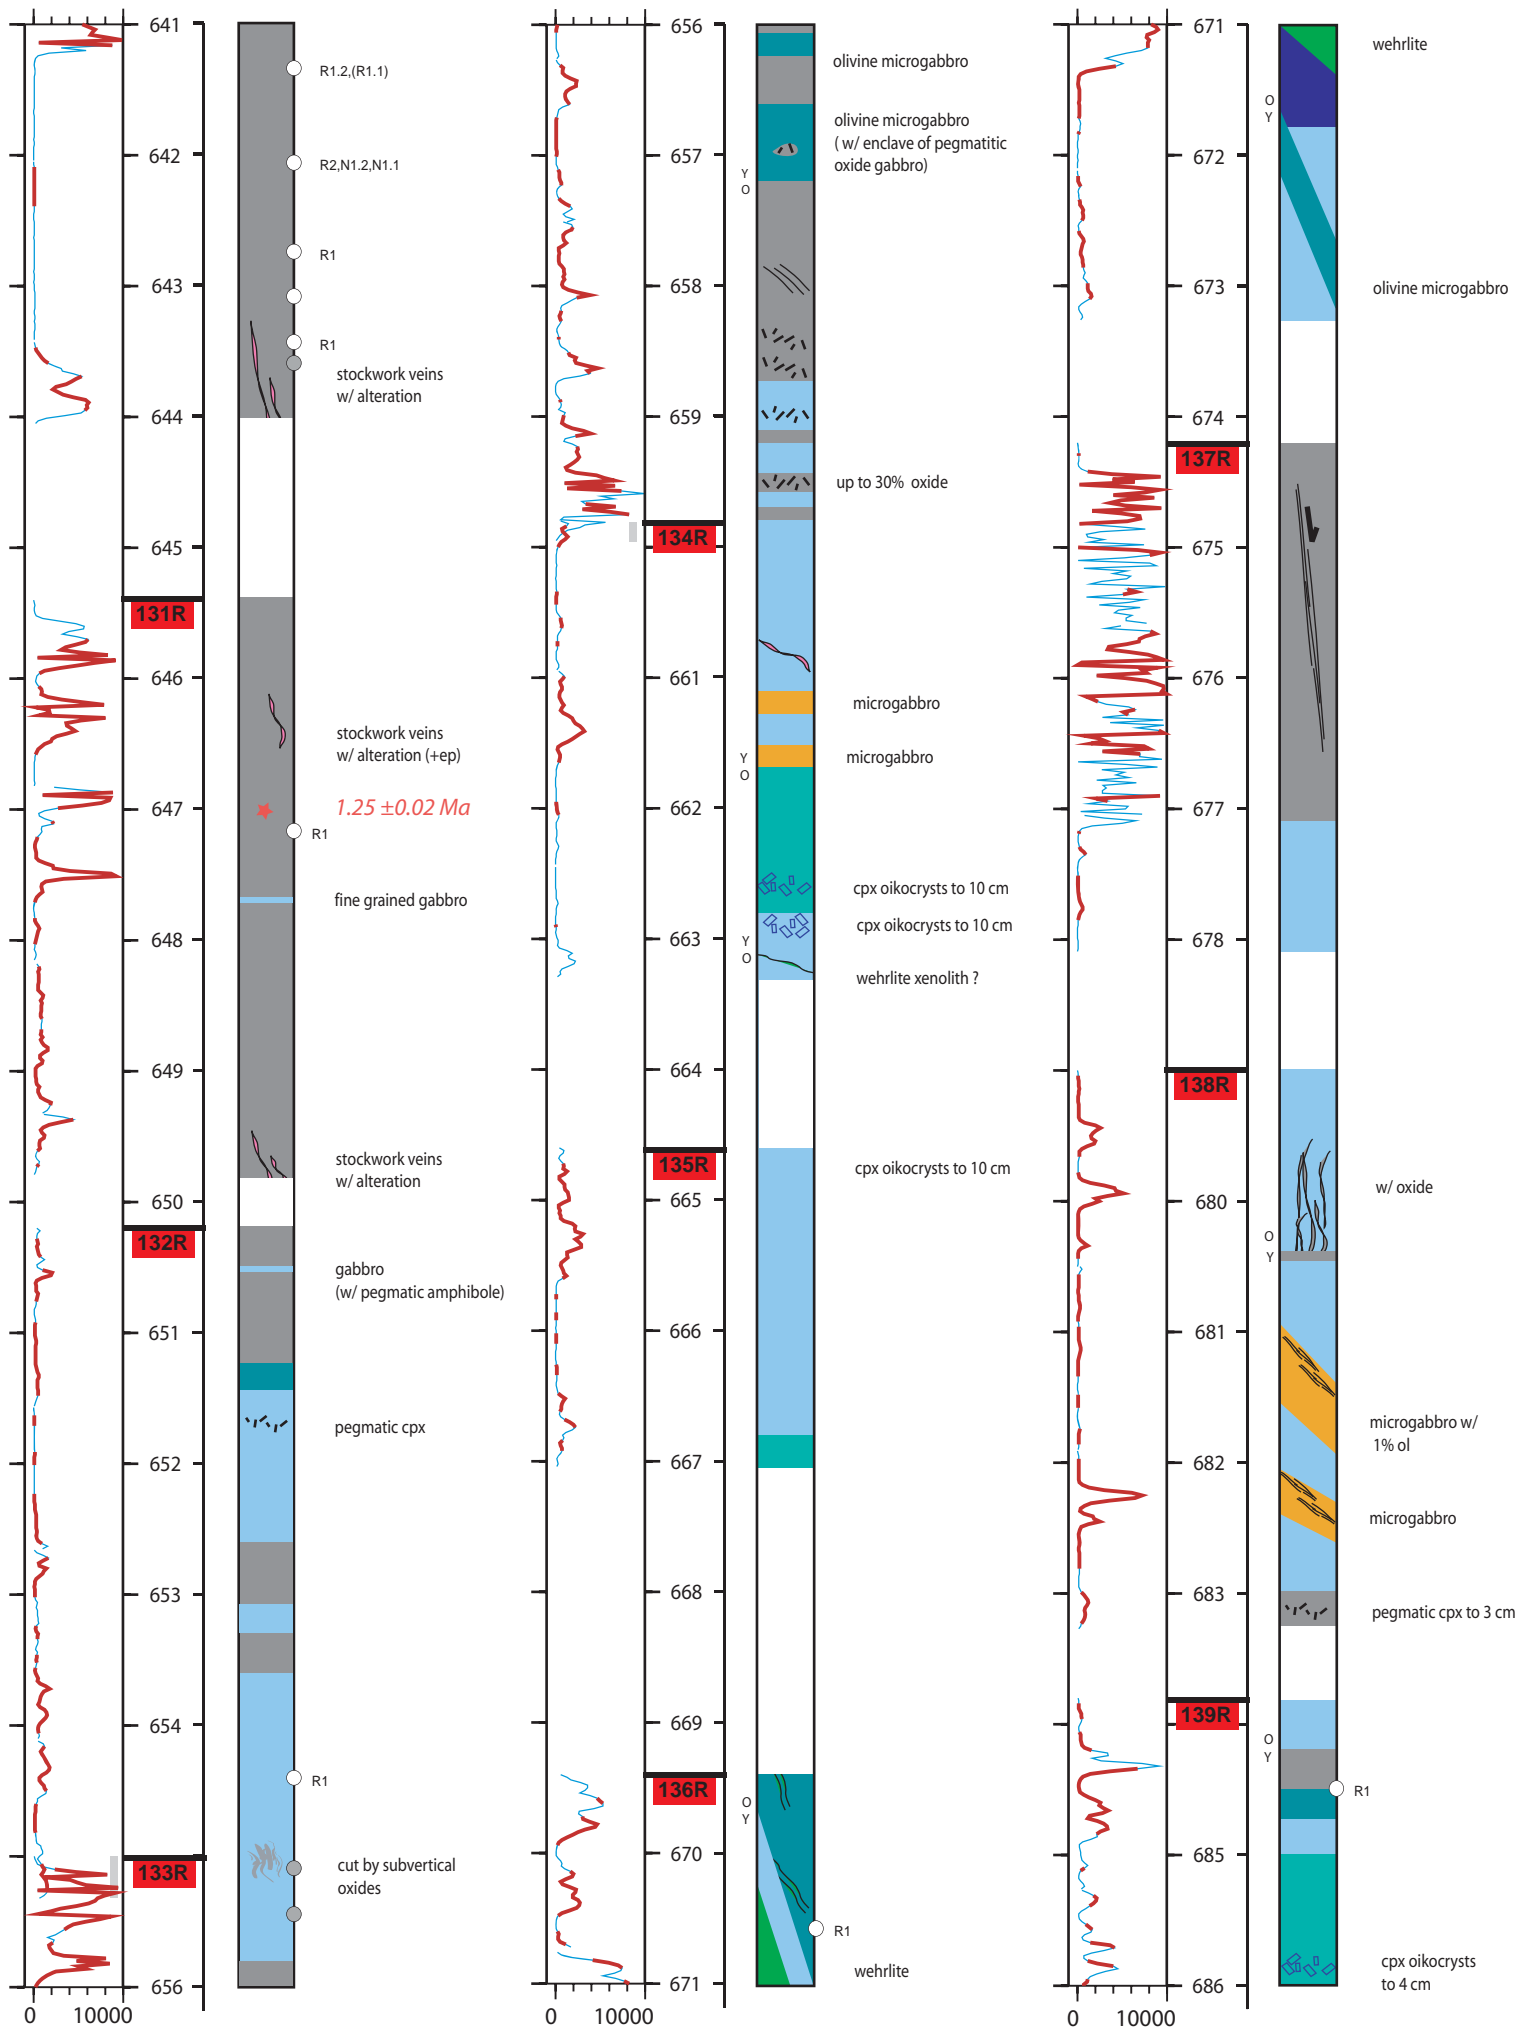 641
642
643
644
645
131R
646
647
648
649
650
132R
651
652
653
654
133R
656
0 10000
R1.2,(R1.1)
R2,N1.2,N1.1
R1
R1
stockwork veins
w/ alteration
stockwork veins
w/ alteration (+ep)
1.25 ±0.02 Ma
R1
fine grained gabbro
stockwork veins
w/ alteration
gabbro
(w/ pegmatic amphibole)
pegmatic cpx
R1
cut by subvertical
oxides
656
657
658
659
134R
661
662
663
664
135R
665
666
667
668
669
136R
670
671
0 10000
Y
O
Y
O
Y
O
O
Y
olivine microgabbro
olivine microgabbro
( w/ enclave of pegmatitic
oxide gabbro)
up to 30% oxide
microgabbro
microgabbro
cpx oikocrysts to 10 cm
cpx oikocrysts to 10 cm
wehrlite xenolith ?
cpx oikocrysts to 10 cm
R1
wehrlite
671
672
673
674
137R
675
676
677
678
138R
680
681
682
683
139R
685
686
0 10000
O
Y
O
Y
O
Y
wehrlite
olivine microgabbro
w/ oxide
microgabbro w/
1% ol
microgabbro
pegmatic cpx to 3 cm
R1
cpx oikocrysts
to 4 cm